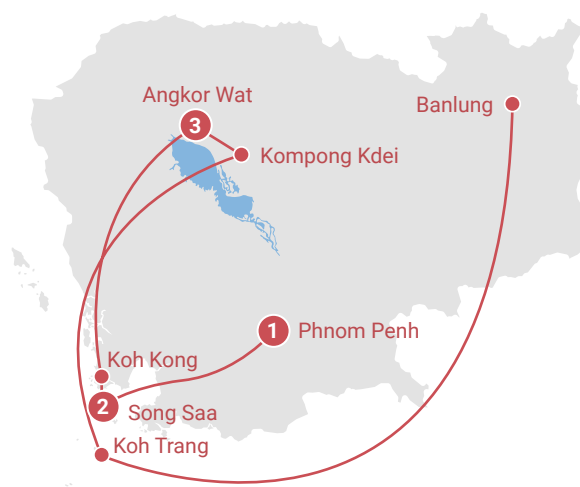 Angkor Wat
3
Banlung
Kompong Kdei
1
Phnom Penh
Koh Kong
2
Song Saa
Koh Trang